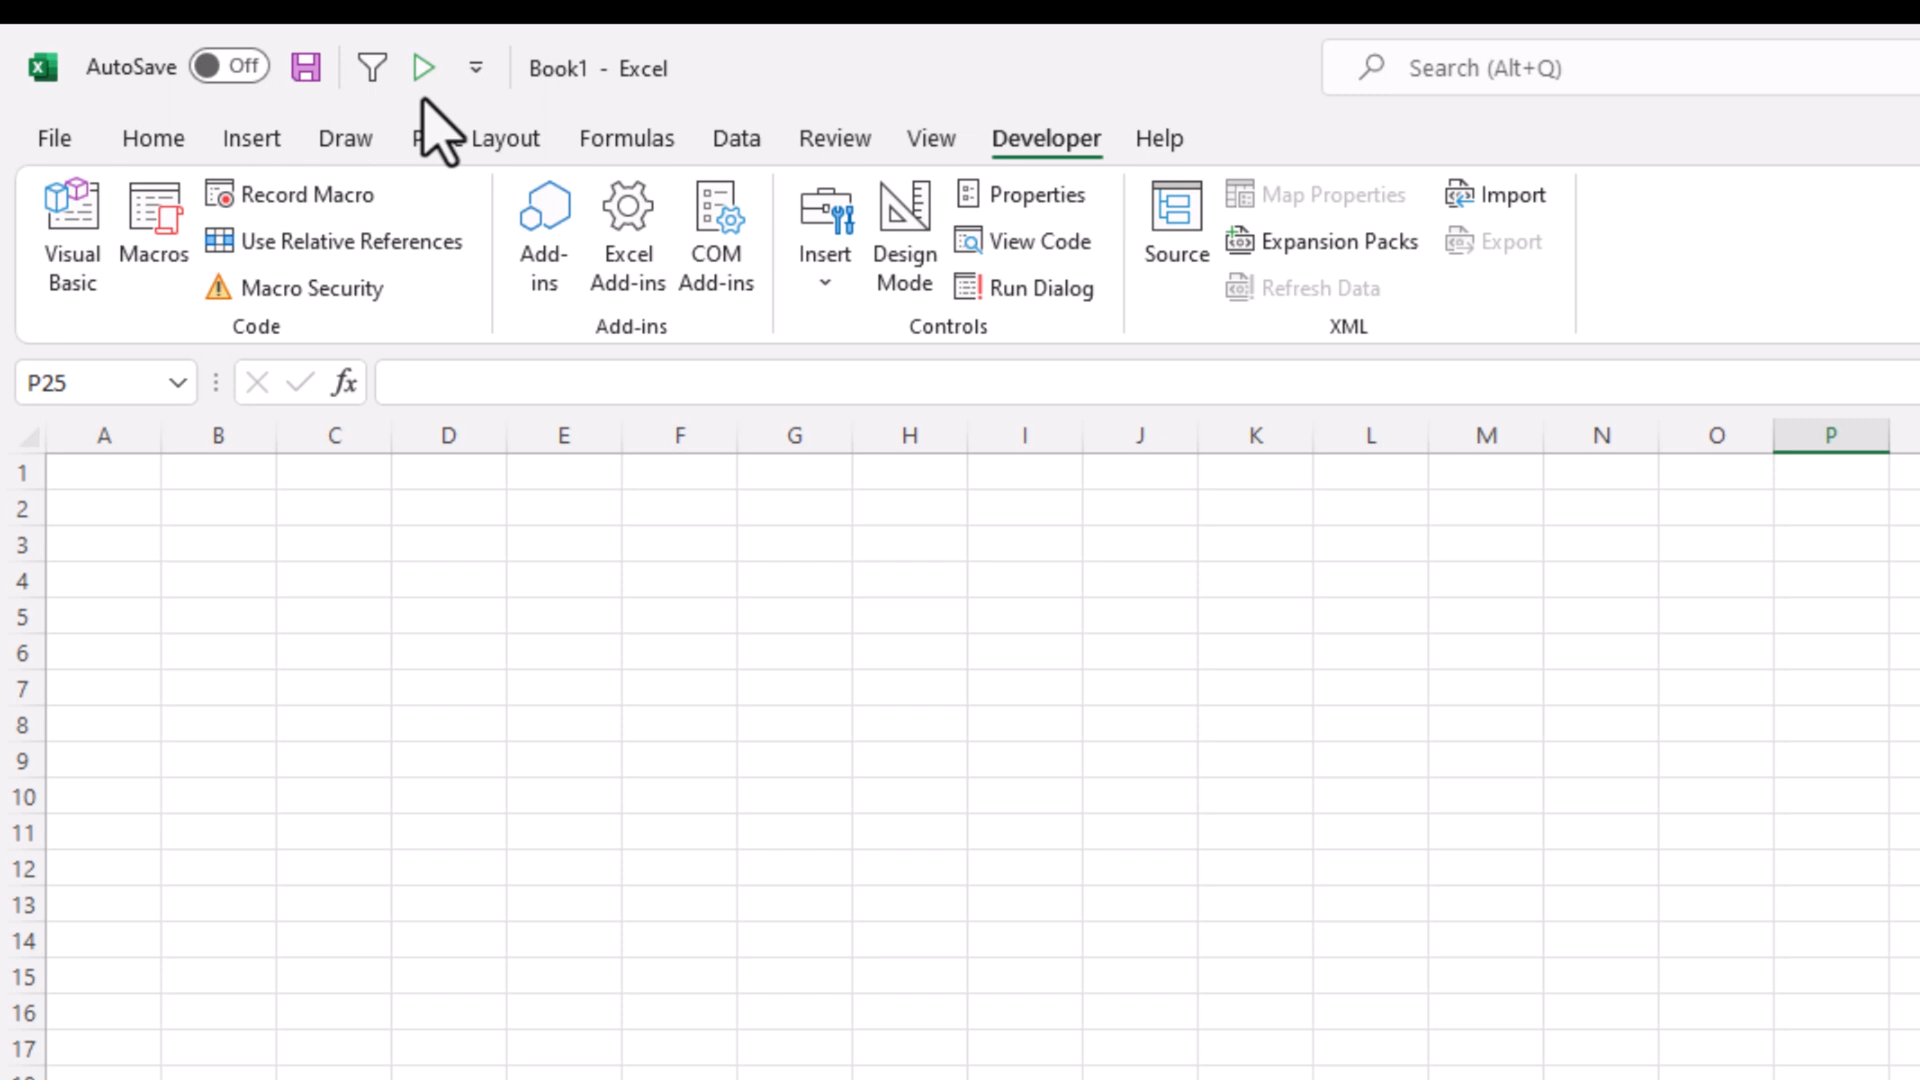 AutoSave Off Book1 - Excel Search (Alt+Q)
File Home Insert Draw Layout Formulas Data Review View Developer Help
Visual Basic
Macros
Record Macro
Use Relative References
Macro Security
Code
Add-ins
Excel Add-ins
COM Add-ins
Add-ins
Insert
Design Mode
Properties
View Code
Run Dialog
Controls
Source
Map Properties
Expansion Packs
Refresh Data
Import
Export
XML
P25 fx
A B C D E F G H I J K L M N O P
1
2
3
4
5
6
7
8
9
10
11
12
13
14
15
16
17